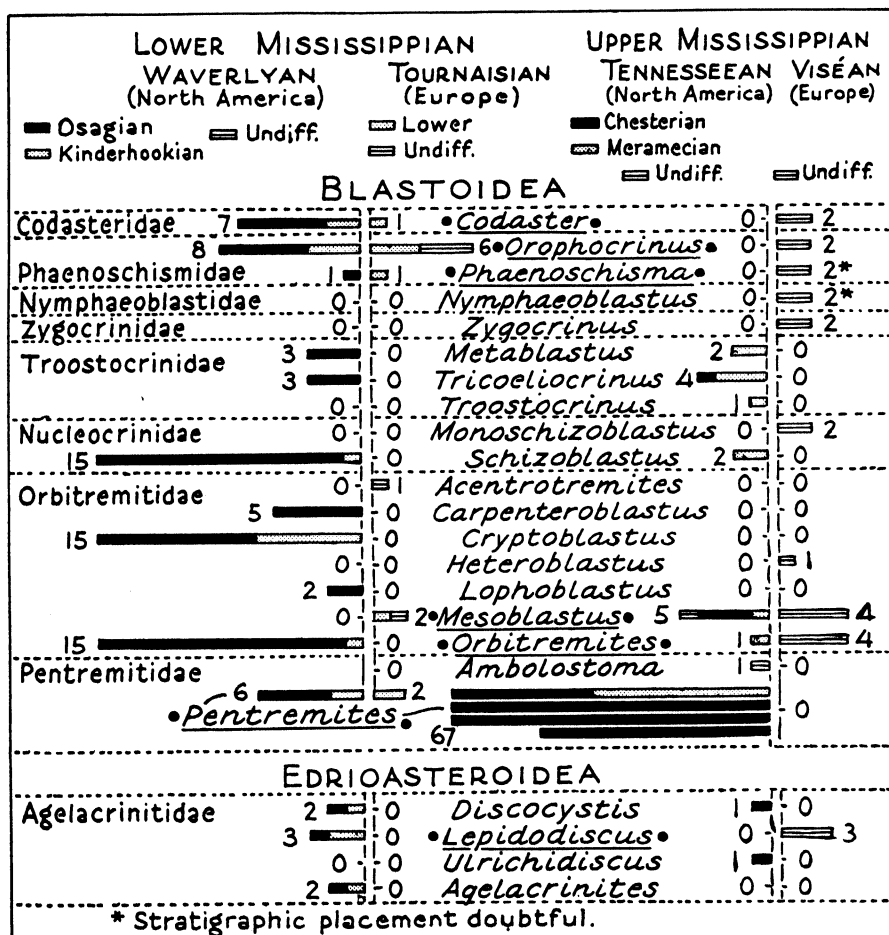 LOWER MISSISSIPPIAN UPPER MISSISSIPPIAN
WAVERLYAN TOURNAISIAN TENNESSEEAN VISÉAN
(North America) (Europe) (North America) (Europe)
Osagian Undiff. Lower Chesterian
Kinderhookian Undiff. Meramecian
Undiff. Undiff.
BLASTOIDEA
Codasteridae 7 1 •Codaster• 0 2
8 6 •Orophocrinus• 0 2
Phaenoschismidae 1 1 •Phaenoschisma• 0 2*
Nymphaeoblastidae 0 0 Nymphaeoblastus 0 2*
Zygocrinidae 0 0 Zygocrinus 0 2
Troostocrinidae 3 0 Metablastus 2 0
3 0 Tricoeliocrinus 4 0
0 0 Troostocrinus 1 0
Nucleocrinidae 0 0 Monoschizoblastus 0 2
15 0 Schizoblastus 2 0
Orbitremitidae 0 1 Acentrotremites 0 0
5 0 Carpenteroblastus 0 0
15 0 Cryptoblastus 0 0
0 0 Heteroblastus 0 1
2 0 Lophoblastus 0 0
0 2 •Mesoblastus• 5 4
15 0 •Orbitremites• 1 4
Pentremitidae 0 Ambolostoma 1 0
6 2
•Pentremites• 0
67
EDRIOASTEROIDEA
Agelacrinitidae 2 0 Discocystis 1 0
3 0 •Lepidodiscus• 0 3
0 0 Ulrichidiscus 1 0
2 0 Agelacrinites 0 0
* Stratigraphic placement doubtful.